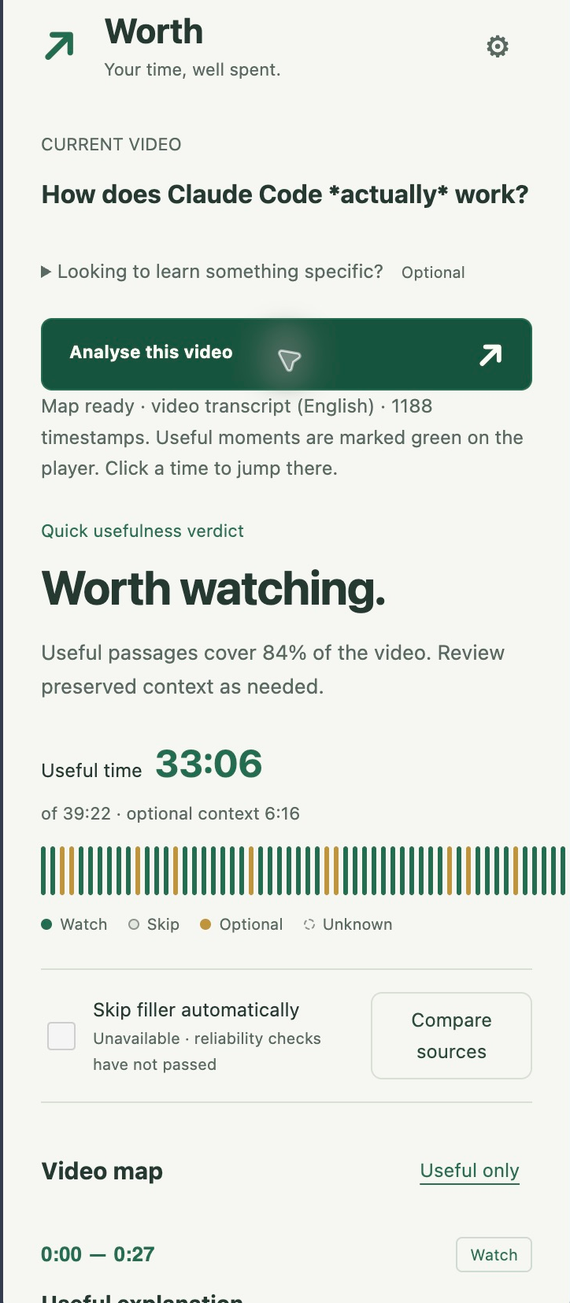 Worth
Your time, well spent.
CURRENT VIDEO
How does Claude Code *actually* work?
Looking to learn something specific? Optional
Analyse this video
Map ready · video transcript (English) · 1188
timestamps. Useful moments are marked green on the
player. Click a time to jump there.
Quick usefulness verdict
Worth watching.
Useful passages cover 84% of the video. Review
preserved context as needed.
Useful time 33:06
of 39:22 · optional context 6:16
Watch Skip Optional Unknown
Skip filler automatically
Unavailable · reliability checks
have not passed
Compare
sources
Video map
Useful only
0:00 — 0:27
Watch
Useful explanation